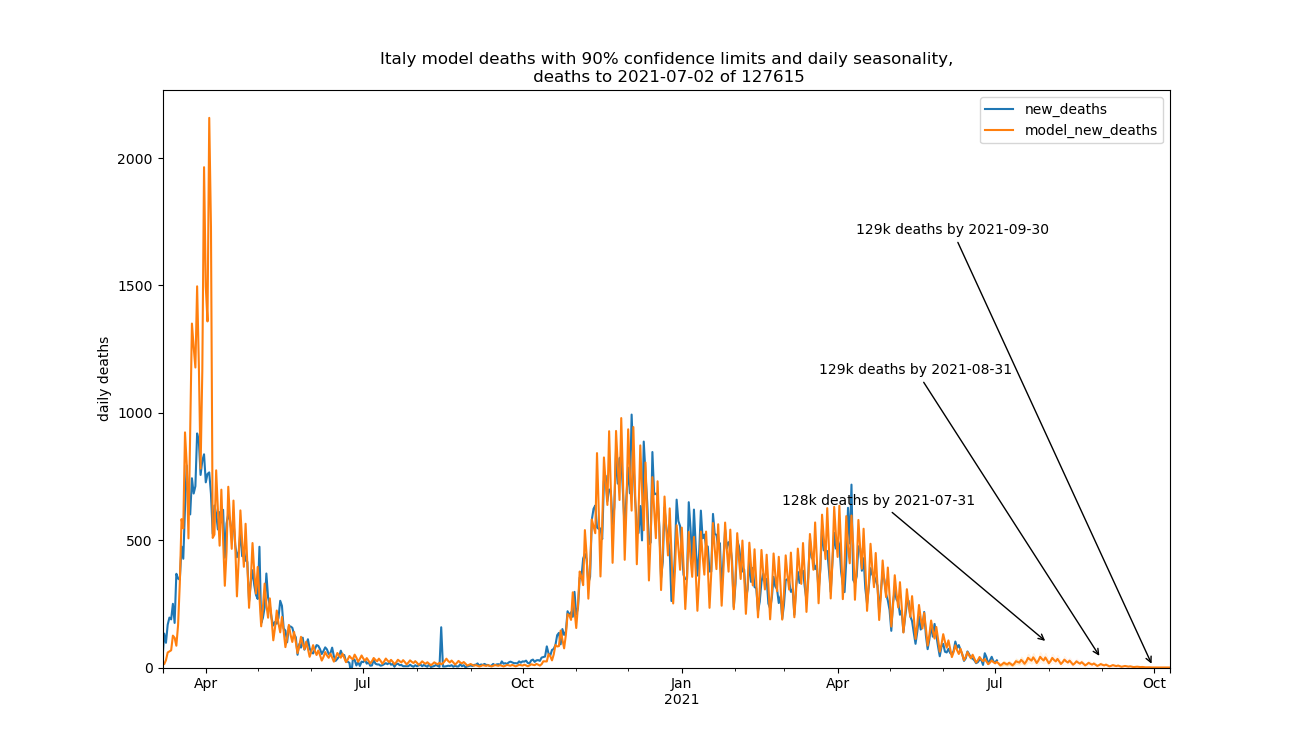 Italy model deaths with 90% confidence limits and daily seasonality,
deaths to 2021-07-02 of 127615
new_deaths
model_new_deaths
daily deaths
2000
1500
1000
500
0
129k deaths by 2021-09-30
129k deaths by 2021-08-31
128k deaths by 2021-07-31
Apr Jul Oct Jan Apr Jul Oct
2021